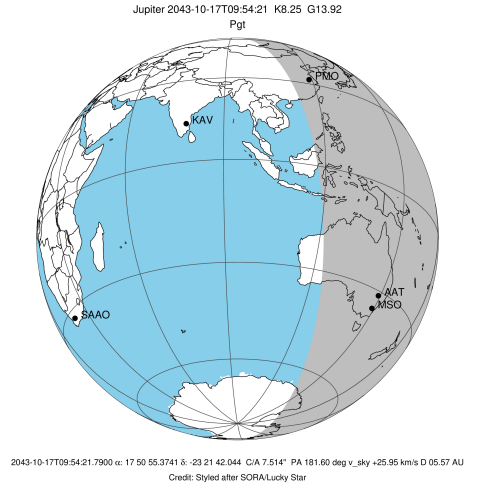 Jupiter 2043-10-17T09:54:21 K8.25 G13.92
Pgt
PMO
KAV
AAT
MSO
SAAO
2043-10-17T09:54:21.7900 α: 17 50 55.3741 δ: -23 21 42.044 C/A 7.514" PA 181.60 deg v_sky +25.95 km/s D 05.57 AU
Credit: Styled after SORA/Lucky Star